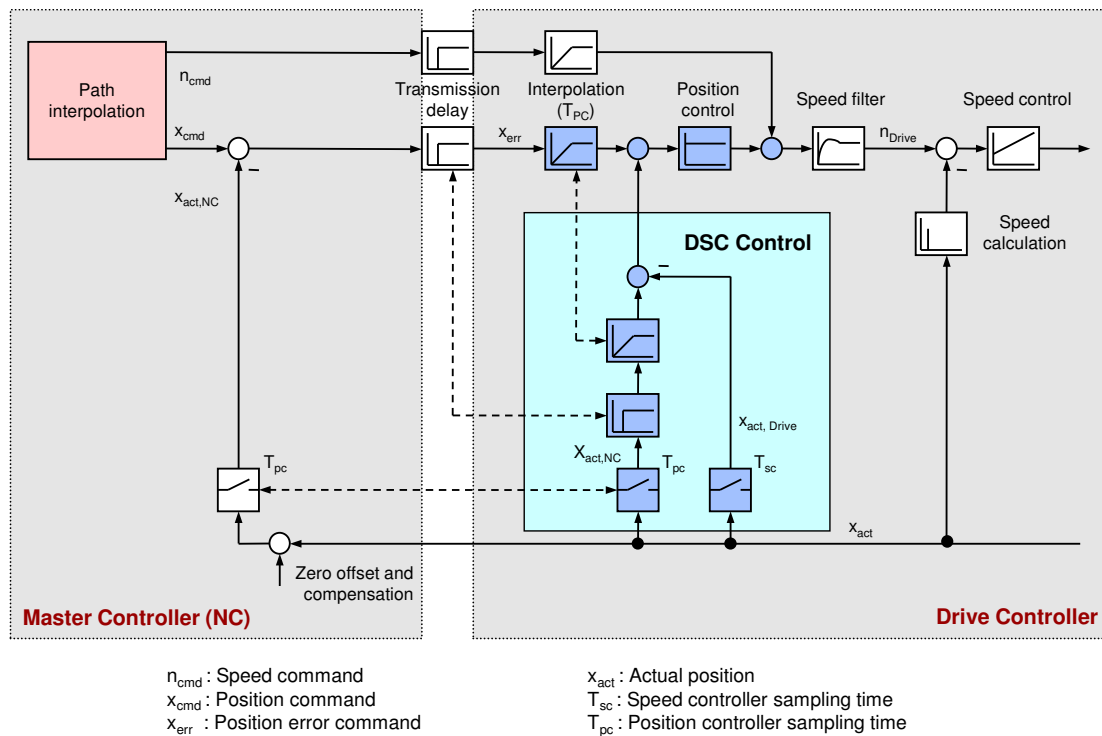 Path
interpolation
n_cmd
x_cmd
Transmission
delay
Interpolation
(T_PC)
Position
control
Speed filter
Speed control
x_err
n_Drive
–
–
x_act,NC
DSC Control
Speed
calculation
–
x_act, Drive
X_act,NC
T_pc
T_pc
T_sc
x_act
Zero offset and
compensation
Master Controller (NC)
Drive Controller
n_cmd : Speed command
x_cmd : Position command
x_err : Position error command
x_act : Actual position
T_sc : Speed controller sampling time
T_pc : Position controller sampling time